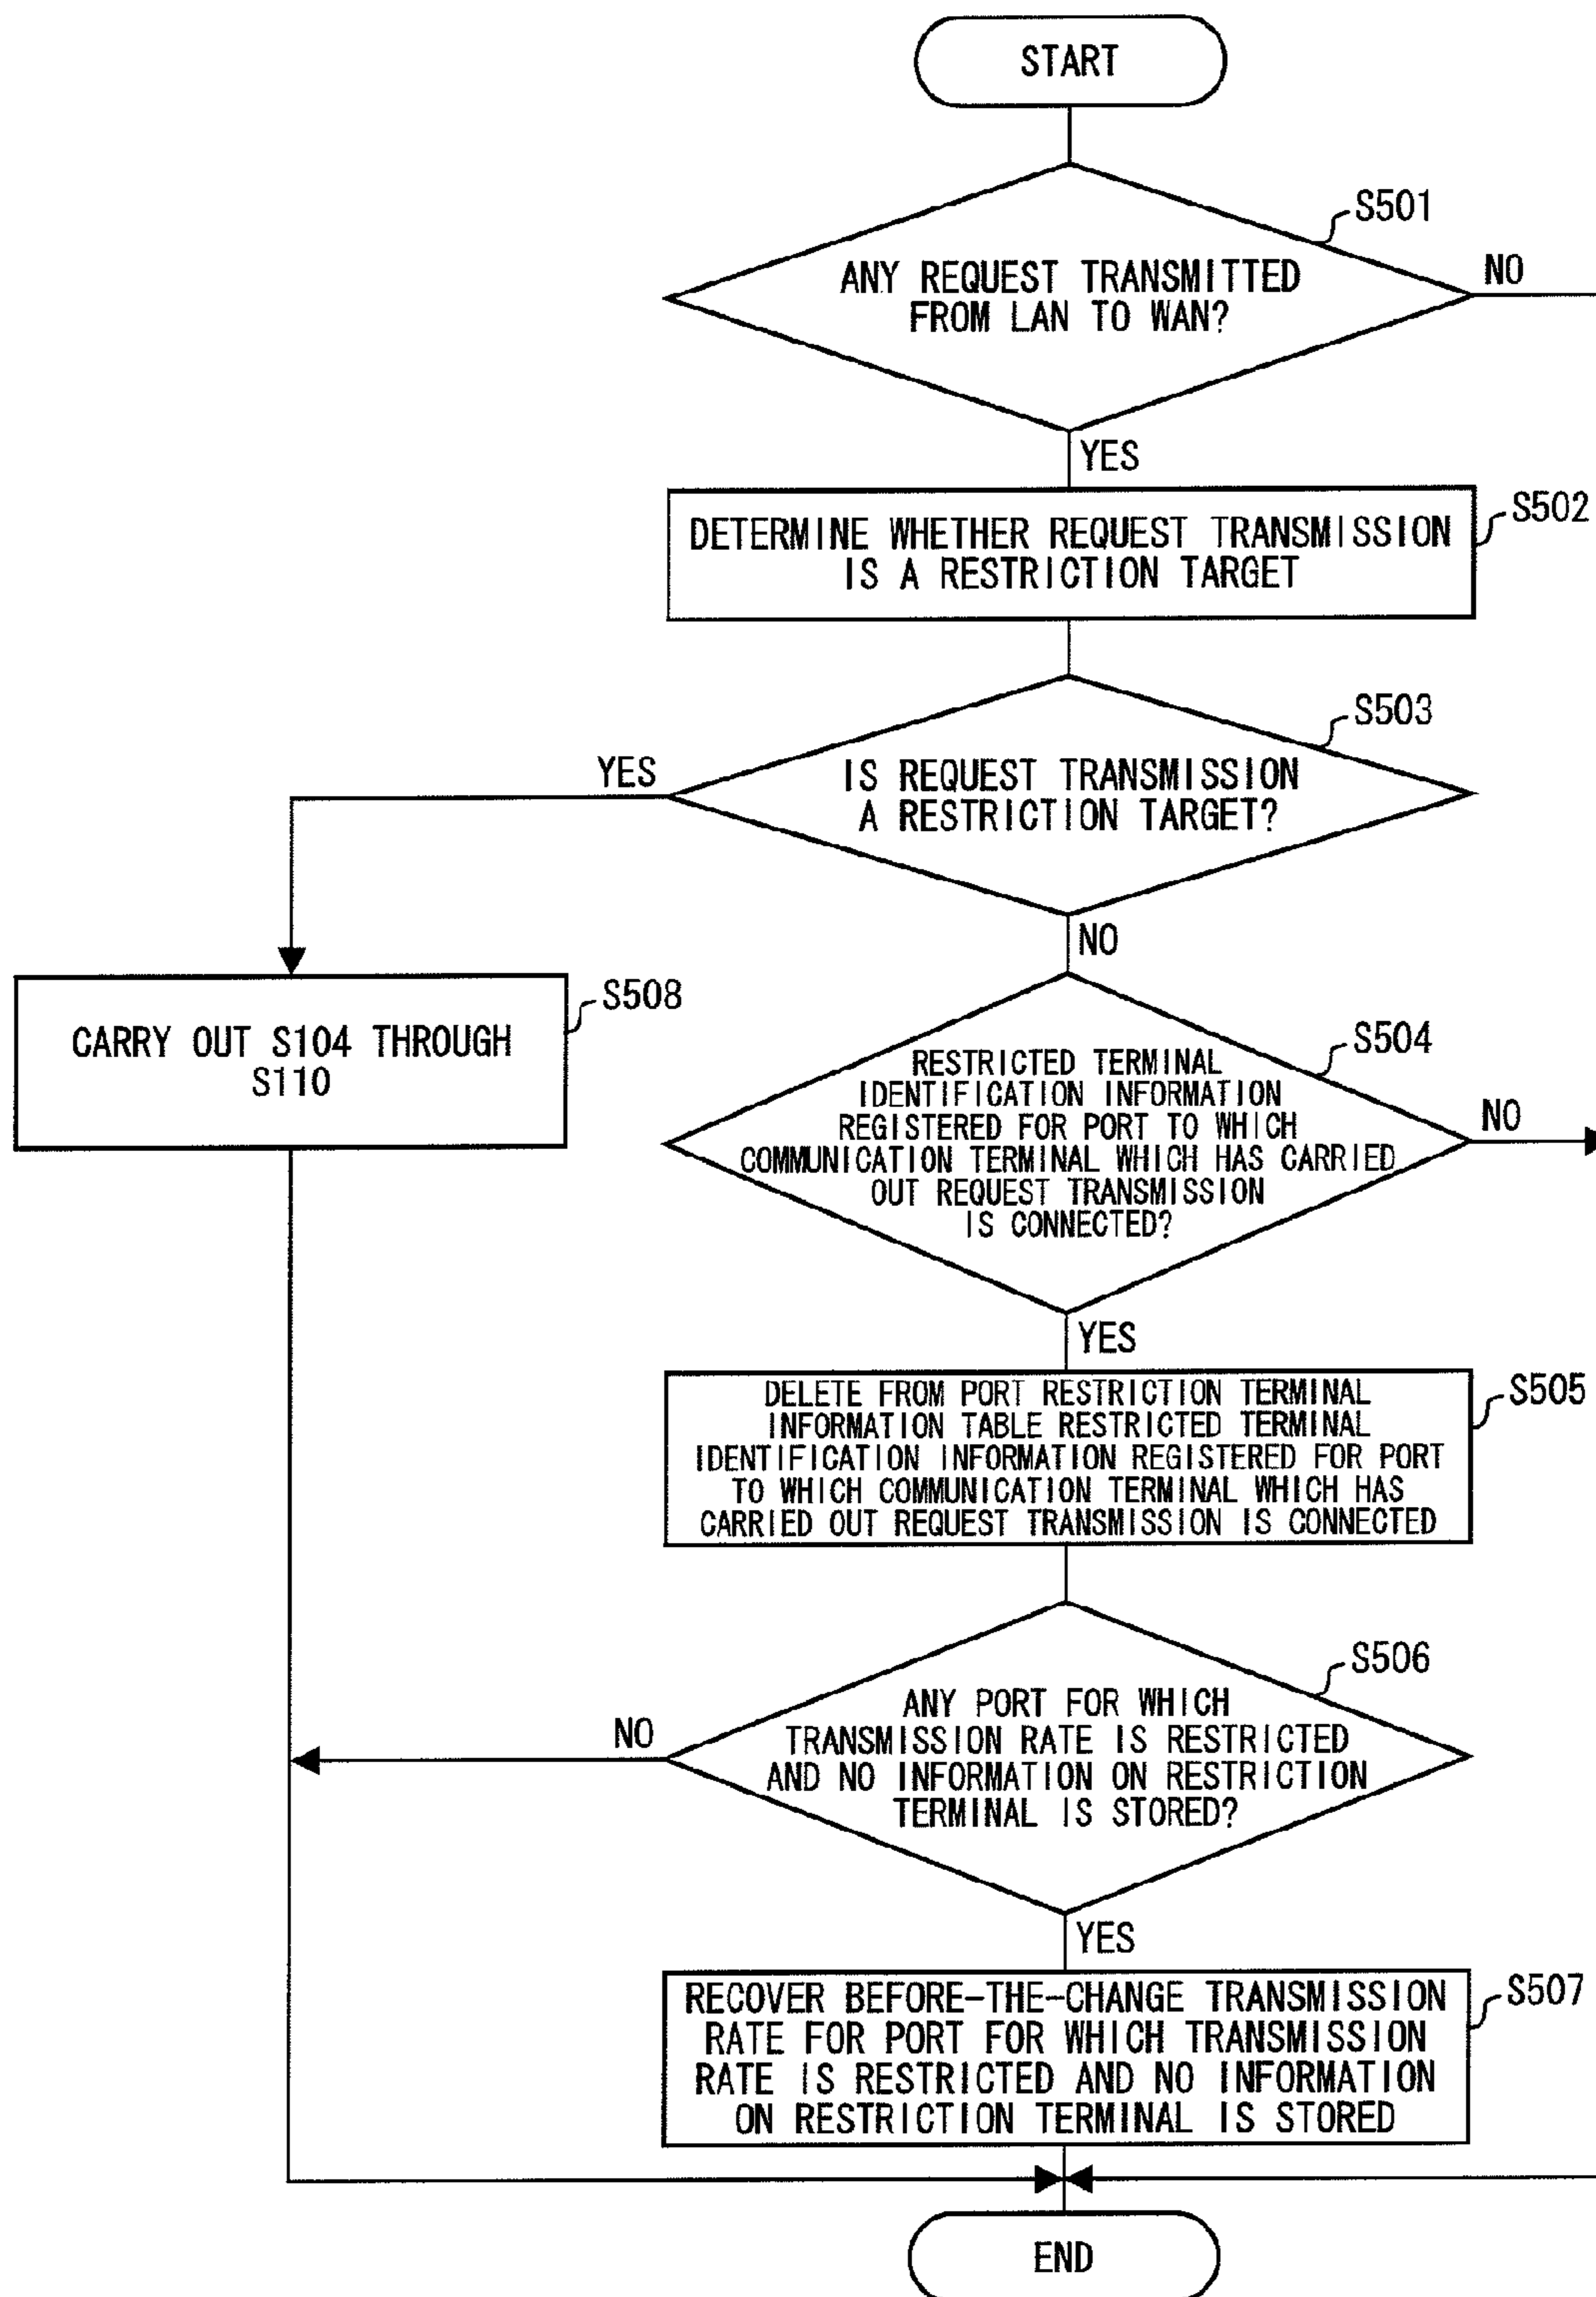 START
S501
ANY REQUEST TRANSMITTED
FROM LAN TO WAN?
NO
YES
S502
DETERMINE WHETHER REQUEST TRANSMISSION
IS A RESTRICTION TARGET
S503
YES
IS REQUEST TRANSMISSION
A RESTRICTION TARGET?
NO
S508
CARRY OUT S104 THROUGH
S110
S504
RESTRICTED TERMINAL
IDENTIFICATION INFORMATION
REGISTERED FOR PORT TO WHICH
COMMUNICATION TERMINAL WHICH HAS CARRIED
OUT REQUEST TRANSMISSION
IS CONNECTED?
NO
YES
S505
DELETE FROM PORT RESTRICTION TERMINAL
INFORMATION TABLE RESTRICTED TERMINAL
IDENTIFICATION INFORMATION REGISTERED FOR PORT
TO WHICH COMMUNICATION TERMINAL WHICH HAS
CARRIED OUT REQUEST TRANSMISSION IS CONNECTED
S506
NO
ANY PORT FOR WHICH
TRANSMISSION RATE IS RESTRICTED
AND NO INFORMATION ON RESTRICTION
TERMINAL IS STORED?
YES
S507
RECOVER BEFORE-THE-CHANGE TRANSMISSION
RATE FOR PORT FOR WHICH TRANSMISSION
RATE IS RESTRICTED AND NO INFORMATION
ON RESTRICTION TERMINAL IS STORED
END